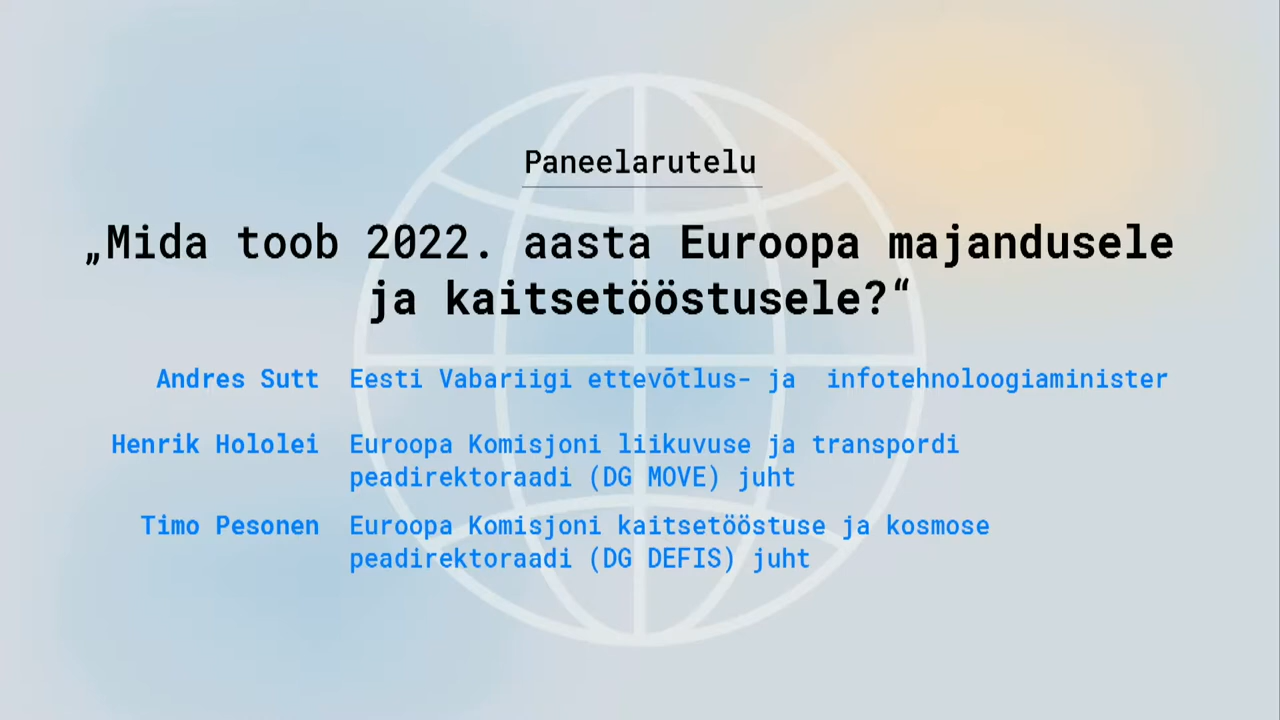 Paneelarutelu
„Mida toob 2022. aasta Euroopa majandusele
ja kaitsetööstusele?“
Andres Sutt Eesti Vabariigi ettevõtlus- ja infotehnoloogiaminister
Henrik Hololei Euroopa Komisjoni liikuvuse ja transpordi
peadirektoraadi (DG MOVE) juht
Timo Pesonen Euroopa Komisjoni kaitsetööstuse ja kosmose
peadirektoraadi (DG DEFIS) juht